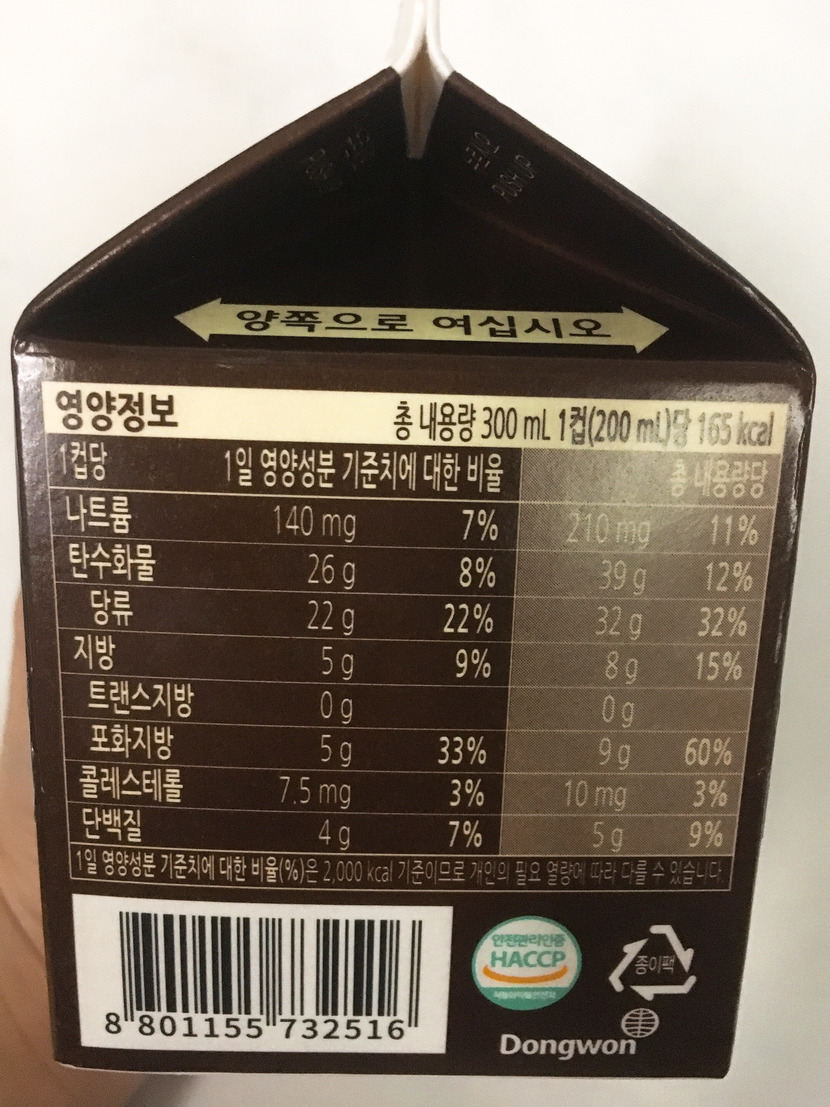 양쪽으로 여십시오
영양정보 총 내용량 300 mL 1컵(200 mL)당 165 kcal
1컵당 1일 영양성분 기준치에 대한 비율 총 내용량당
나트륨 140 mg 7% 210 mg 11%
탄수화물 26 g 8% 39 g 12%
당류 22 g 22% 32 g 32%
지방 5 g 9% 8 g 15%
트랜스지방 0 g 0 g
포화지방 5 g 33% 9 g 60%
콜레스테롤 7.5 mg 3% 10 mg 3%
단백질 4 g 7% 5 g 9%
1일 영양성분 기준치에 대한 비율(%)은 2,000 kcal 기준이므로 개인의 필요 열량에 따라 다를 수 있습니다.
8 801155 732516
안전관리인증
HACCP
종이팩
Dongwon